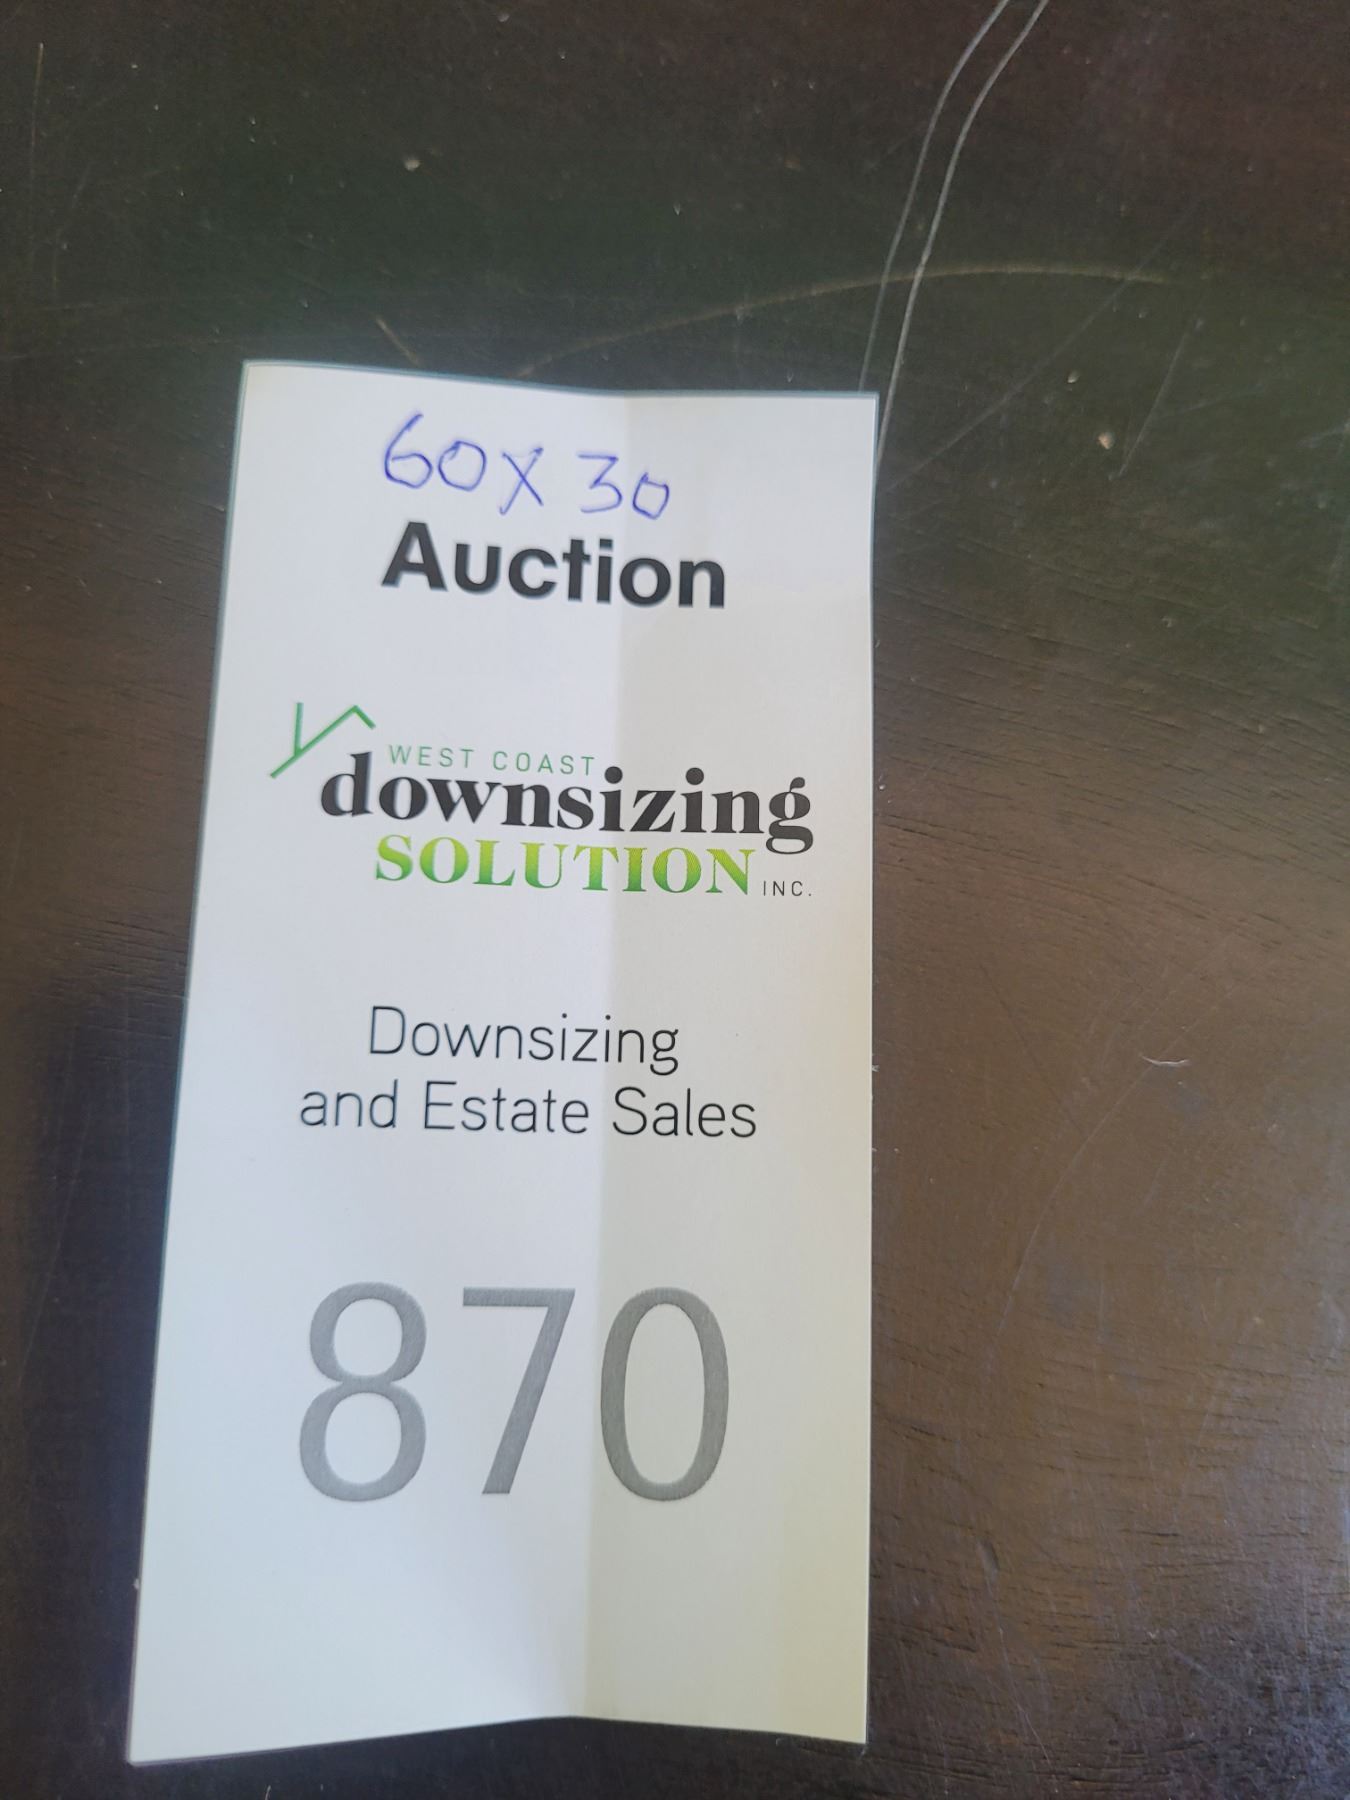 60x30
Auction
WEST COAST
downsizing
SOLUTION INC.
Downsizing
and Estate Sales
870